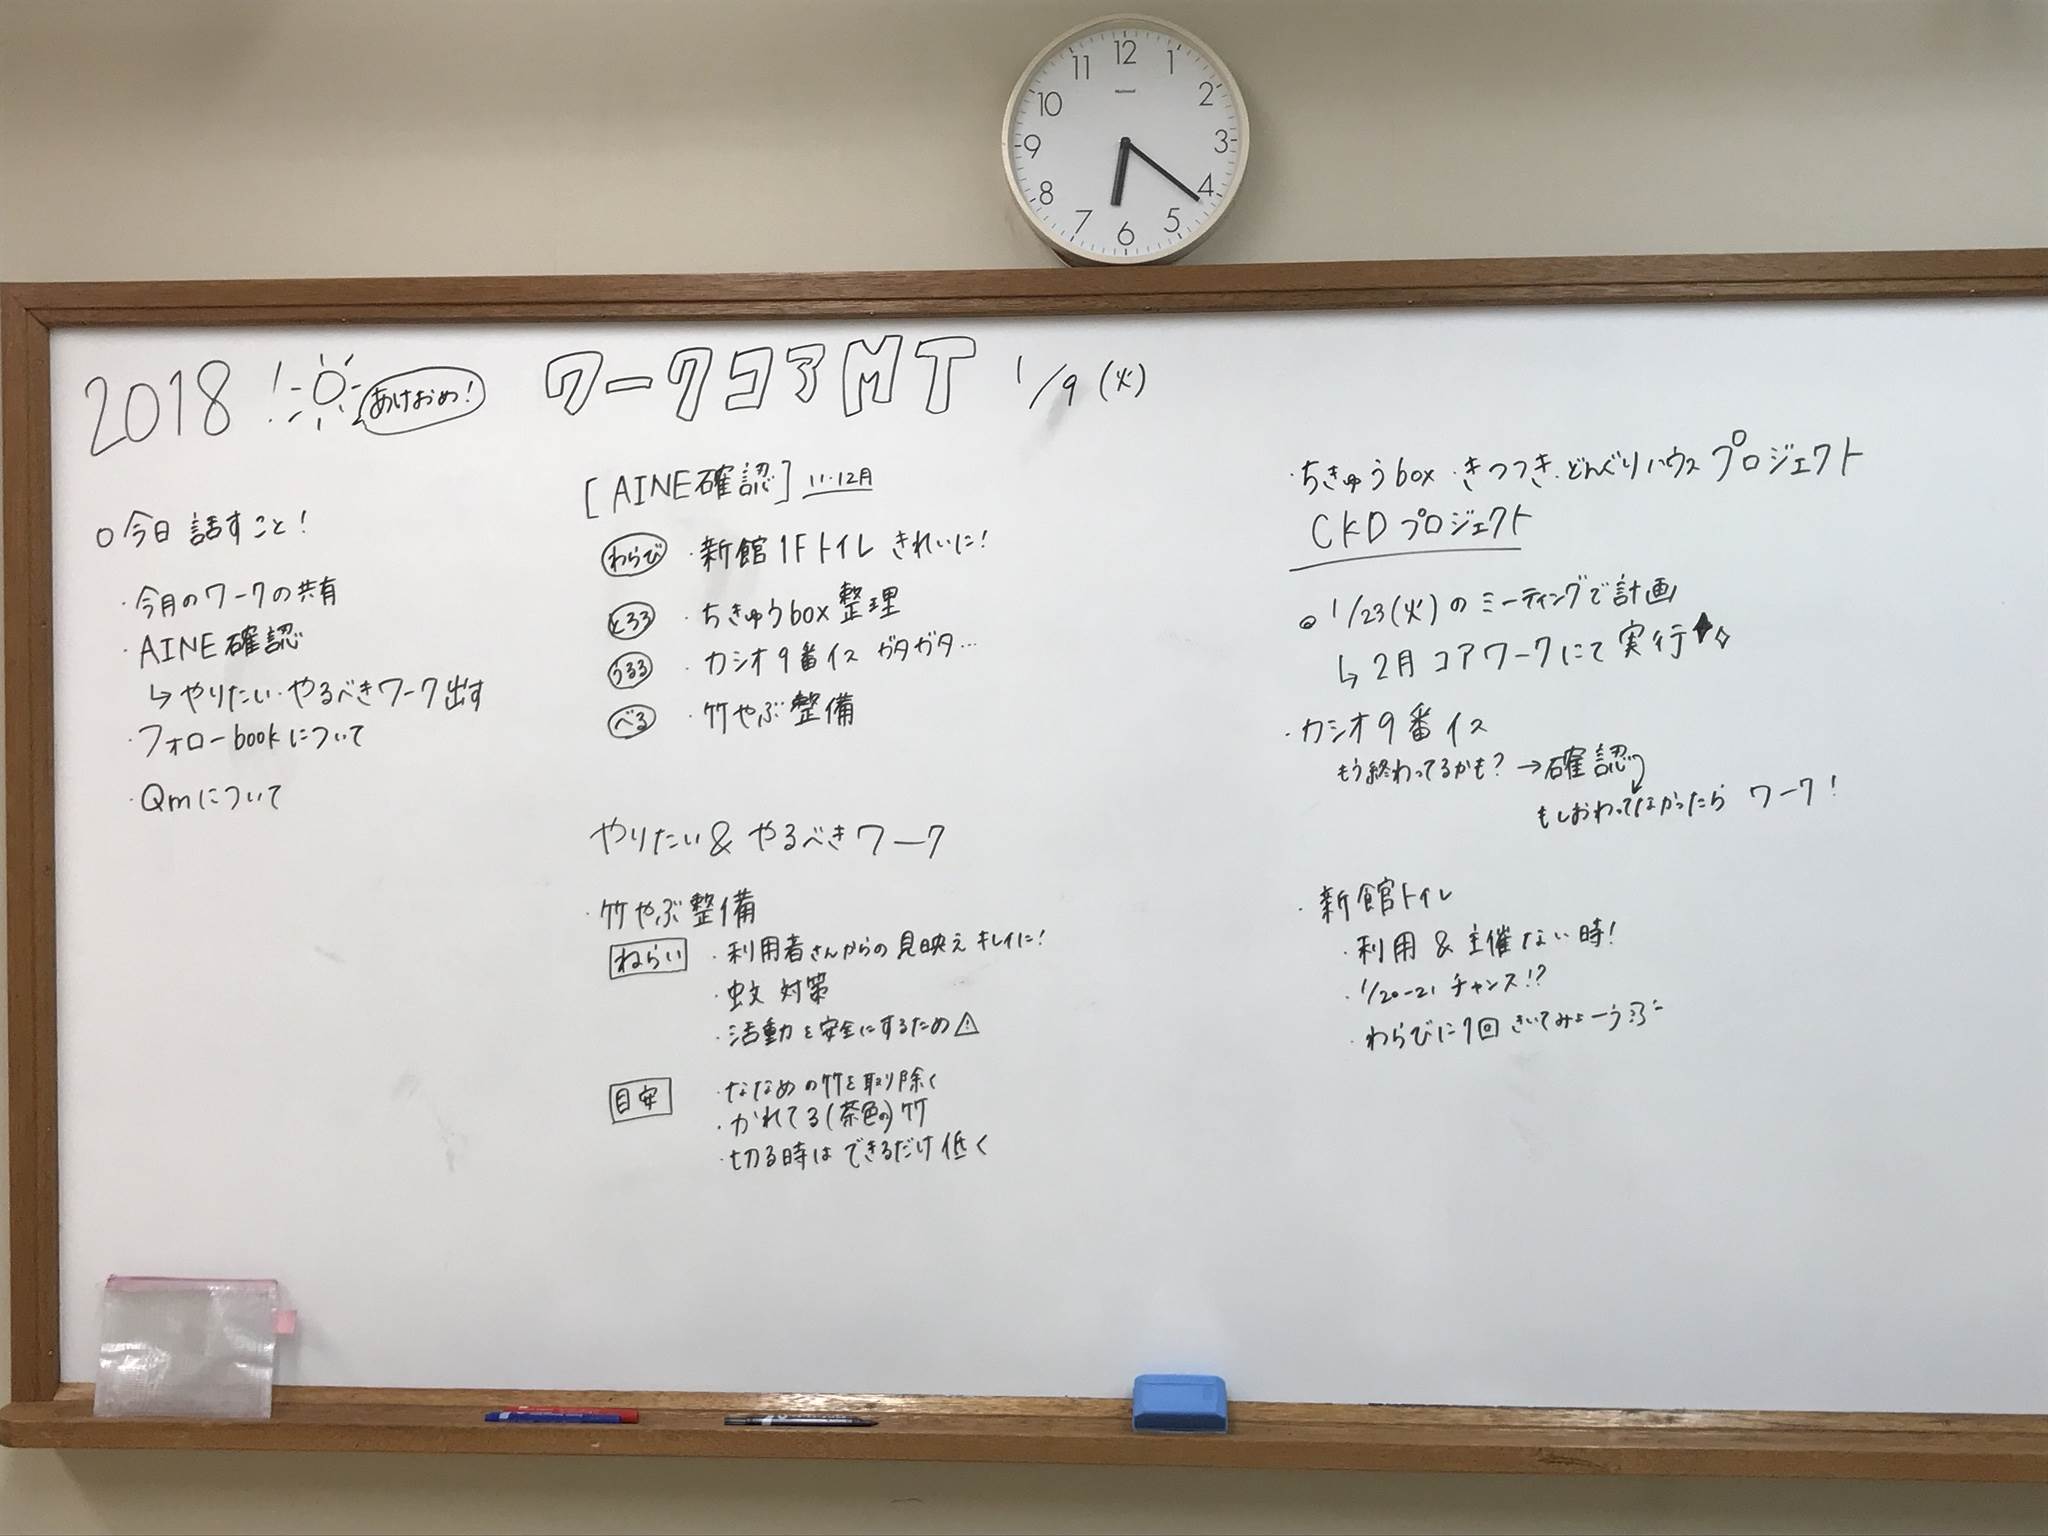 12
1
2
3
4
5
6
7
8
9
10
11
National
2018!
あけおめ!
ワークコアMT 1/9(火)
○今日話すこと!
・今月のワークの共有
・AINE確認
↳やりたい・やるべきワーク出す
・フォローbookについて
・Qmについて
[AINE確認] 11・12月
わらび ・新館1Fトイレ きれいに!
とろろ ・ちきゅうbox整理
うるる ・カシオ9番イス ガタガタ…
べる ・竹やぶ整備
やりたい&やるべきワーク
・竹やぶ整備
ねらい ・利用者さんからの見映えキレイに!
・蚊対策
・活動を安全にするため⚠
目安 ・ななめの竹を取り除く
・かれてる(茶色の)竹
・切る時はできるだけ低く
・ちきゅうbox・きつつき・どんぐりハウスプロジェクト
CKDプロジェクト
◎1/23(火)のミーティングで計画
↳2月コアワークにて実行
・カシオ9番イス
もう終わってるかも?→確認
もしおわってなかったら ワーク!
・新館トイレ
・利用&主催ない時!
・1/20-21 チャンス!?
・わらびに1回きいてみよーう